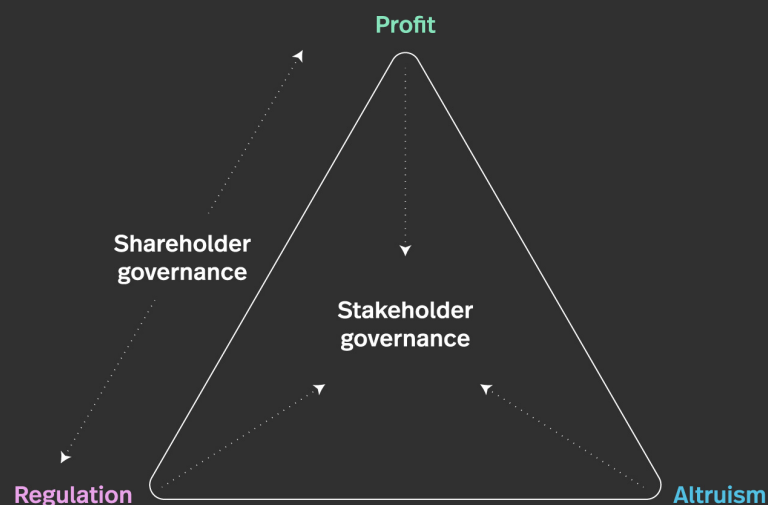 Profit
Shareholder
governance
Stakeholder
governance
Regulation
Altruism